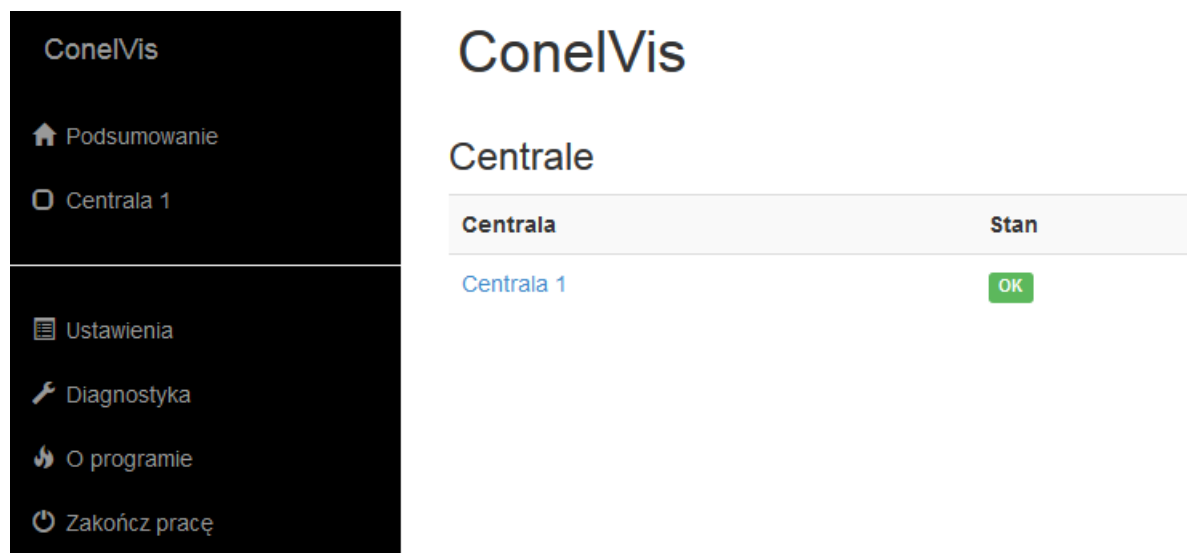 ConelVis
Podsumowanie
Centrala 1
Ustawienia
Diagnostyka
O programie
Zakończ pracę
ConelVis
Centrale
Centrala Stan
Centrala 1 OK